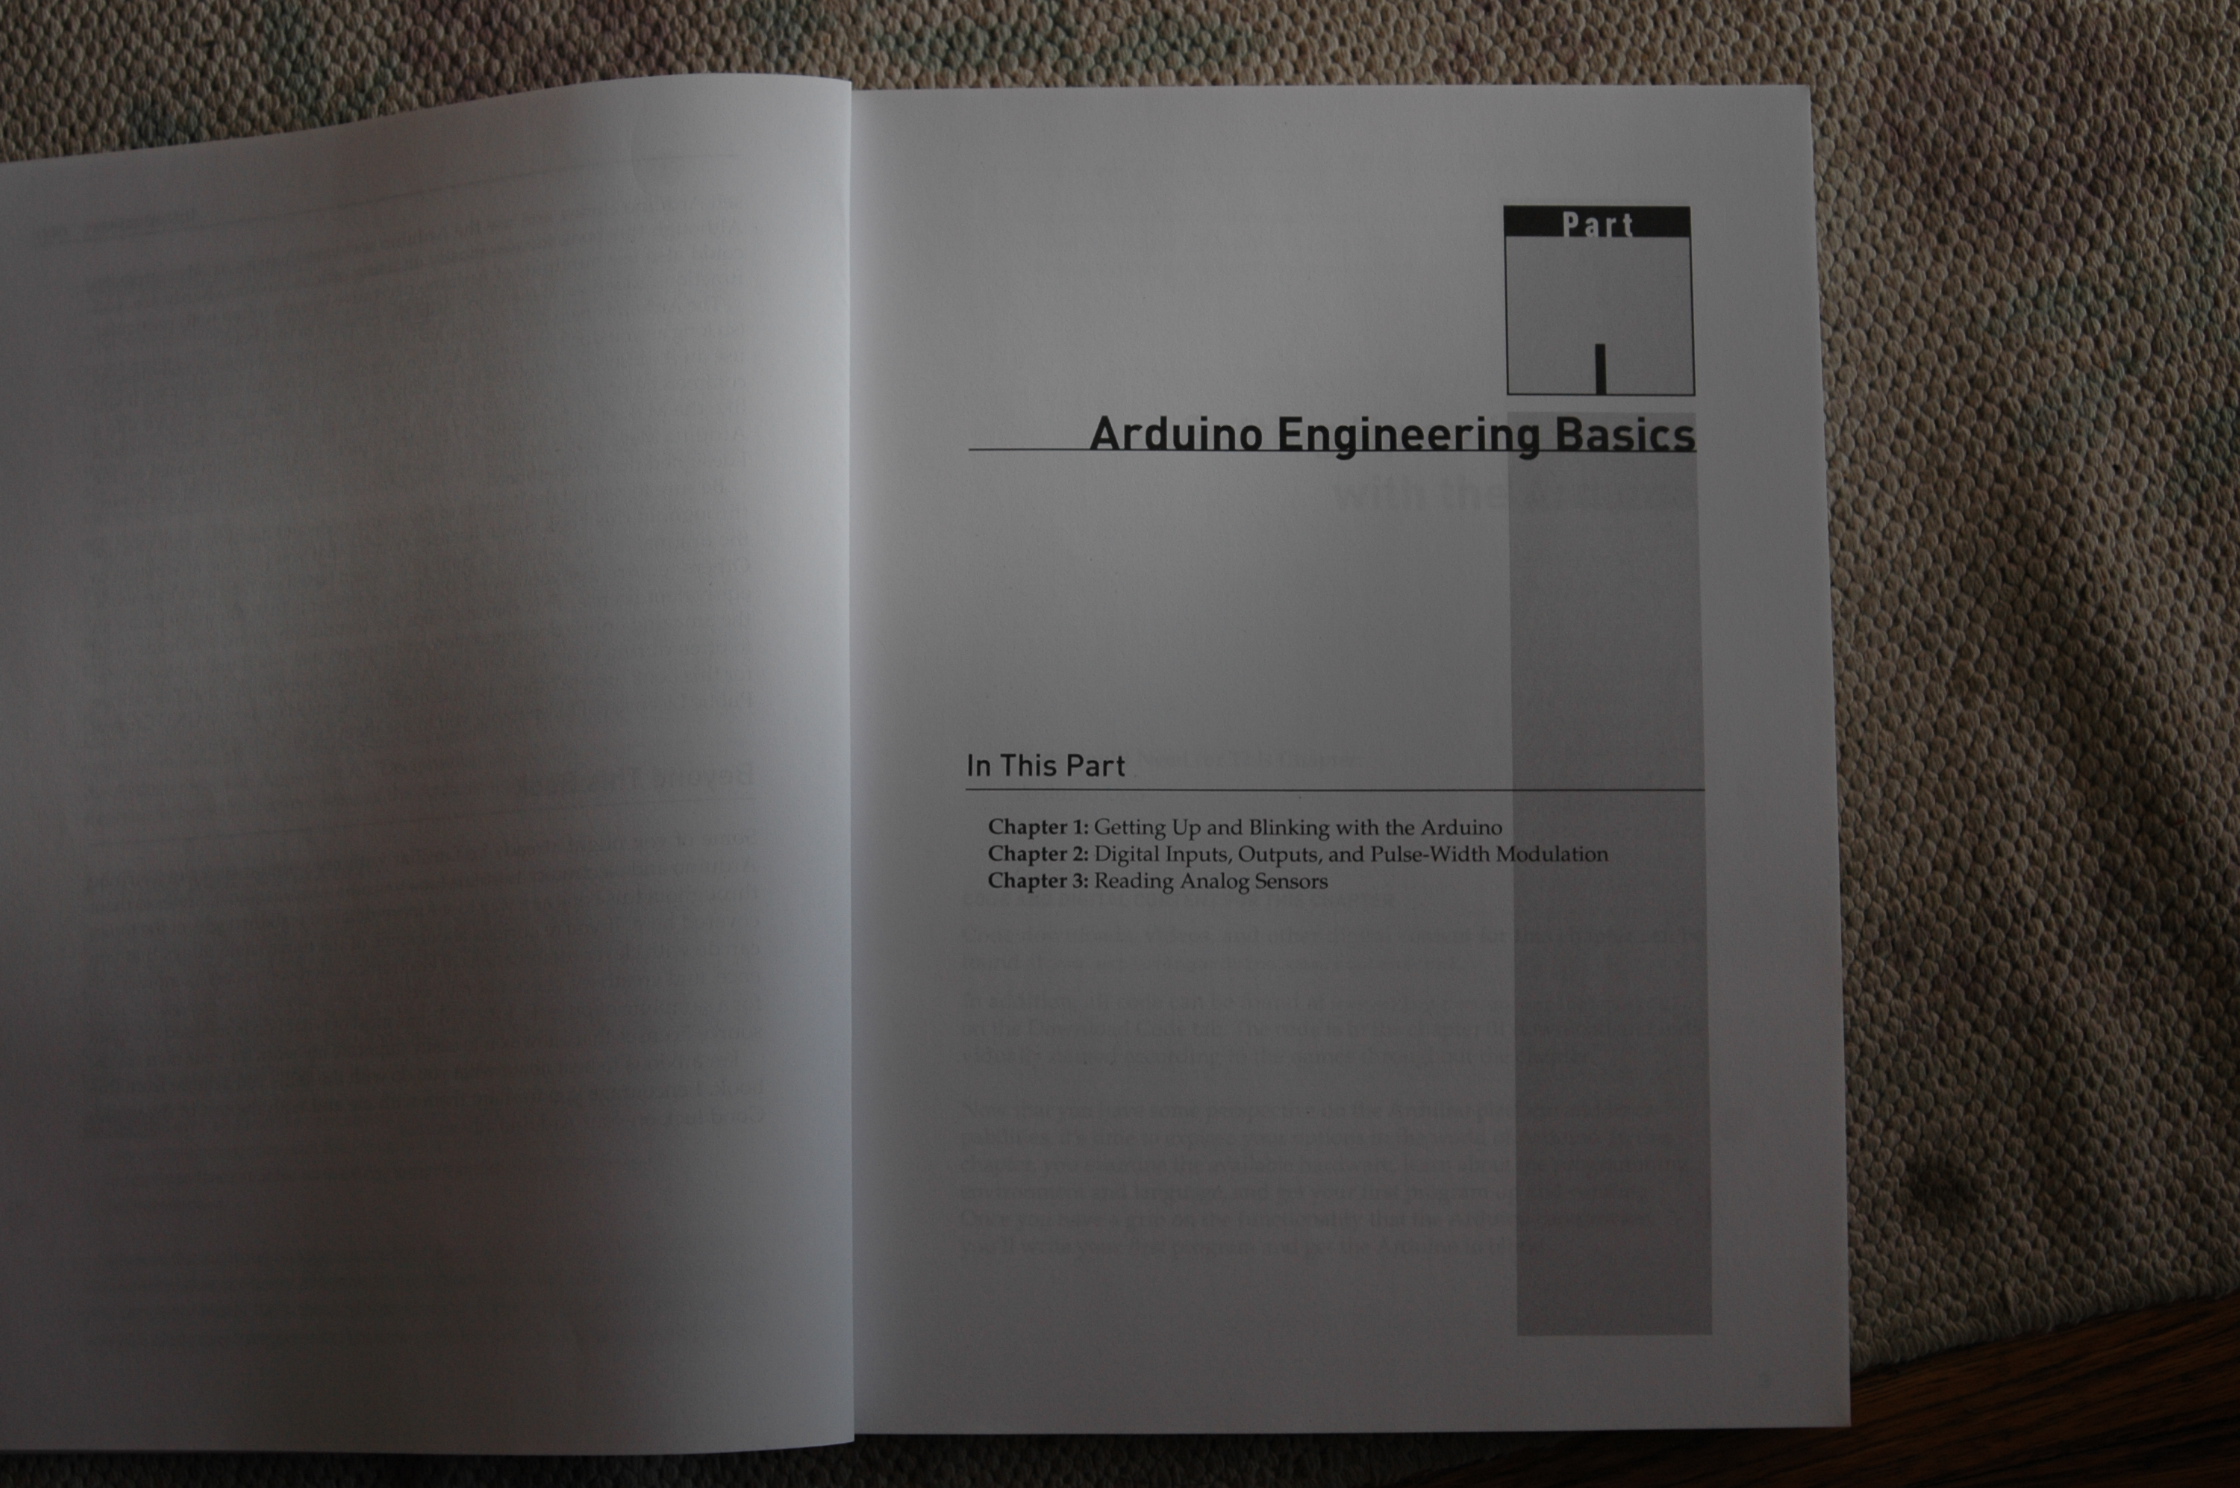 Part
I
Arduino Engineering Basics
In This Part
Chapter 1: Getting Up and Blinking with the Arduino
Chapter 2: Digital Inputs, Outputs, and Pulse-Width Modulation
Chapter 3: Reading Analog Sensors